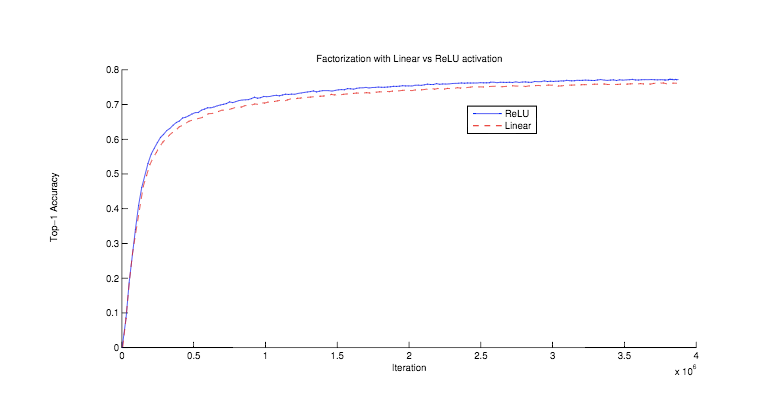 Factorization with Linear vs ReLU activation
0.8
0.7
0.6
0.5
0.4
0.3
0.2
0.1
0
Top−1 Accuracy
ReLU
Linear
0 0.5 1 1.5 2 2.5 3 3.5 4
Iteration
x 10⁶